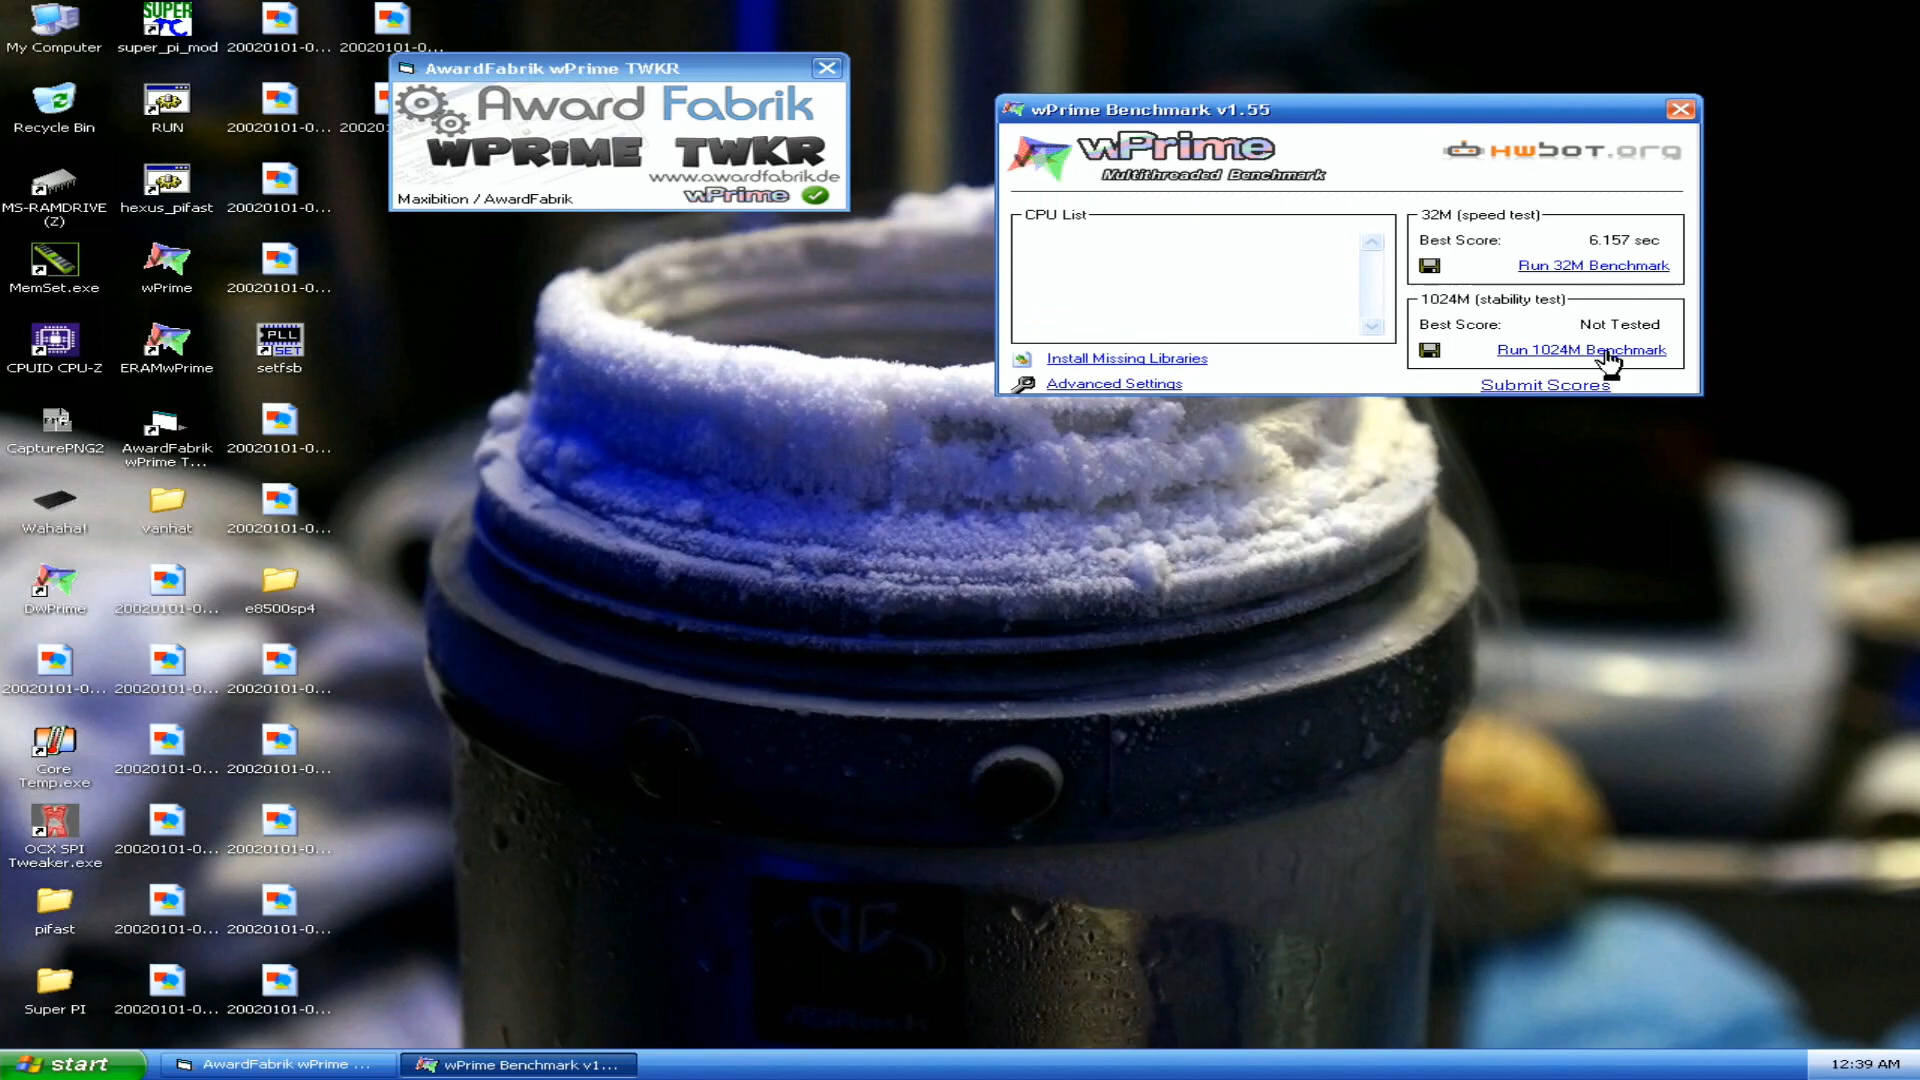 My Computer
super_pi_mod
20020101-0...
20020101-0...
Recycle Bin
RUN
20020101-0...
MS-RAMDRIVE (Z)
hexus_pifast
20020101-0...
MemSet.exe
wPrime
20020101-0...
CPUID CPU-Z
ERAMwPrime
PLL
SET
setfsb
CapturePNG2
AwardFabrik wPrime T...
20020101-0...
Wahaha!
vanhat
20020101-0...
DwPrime
20020101-0...
e8500sp4
20020101-0...
20020101-0...
20020101-0...
Core Temp.exe
20020101-0...
20020101-0...
OCX SPI Tweaker.exe
20020101-0...
20020101-0...
pifast
20020101-0...
20020101-0...
Super PI
20020101-0...
20020101-0...
AwardFabrik wPrime TWKR
Award Fabrik
WPRiME TWKR
www.awardfabrik.de
Maxibition / AwardFabrik
wPrime
wPrime Benchmark v1.55
wPrime
Multithreaded Benchmark
HWBOT.org
CPU List
32M (speed test)
Best Score: 6.157 sec
Run 32M Benchmark
1024M (stability test)
Best Score: Not Tested
Run 1024M Benchmark
Install Missing Libraries
Advanced Settings
Submit Scores
start
AwardFabrik wPrime ...
wPrime Benchmark v1...
12:39 AM